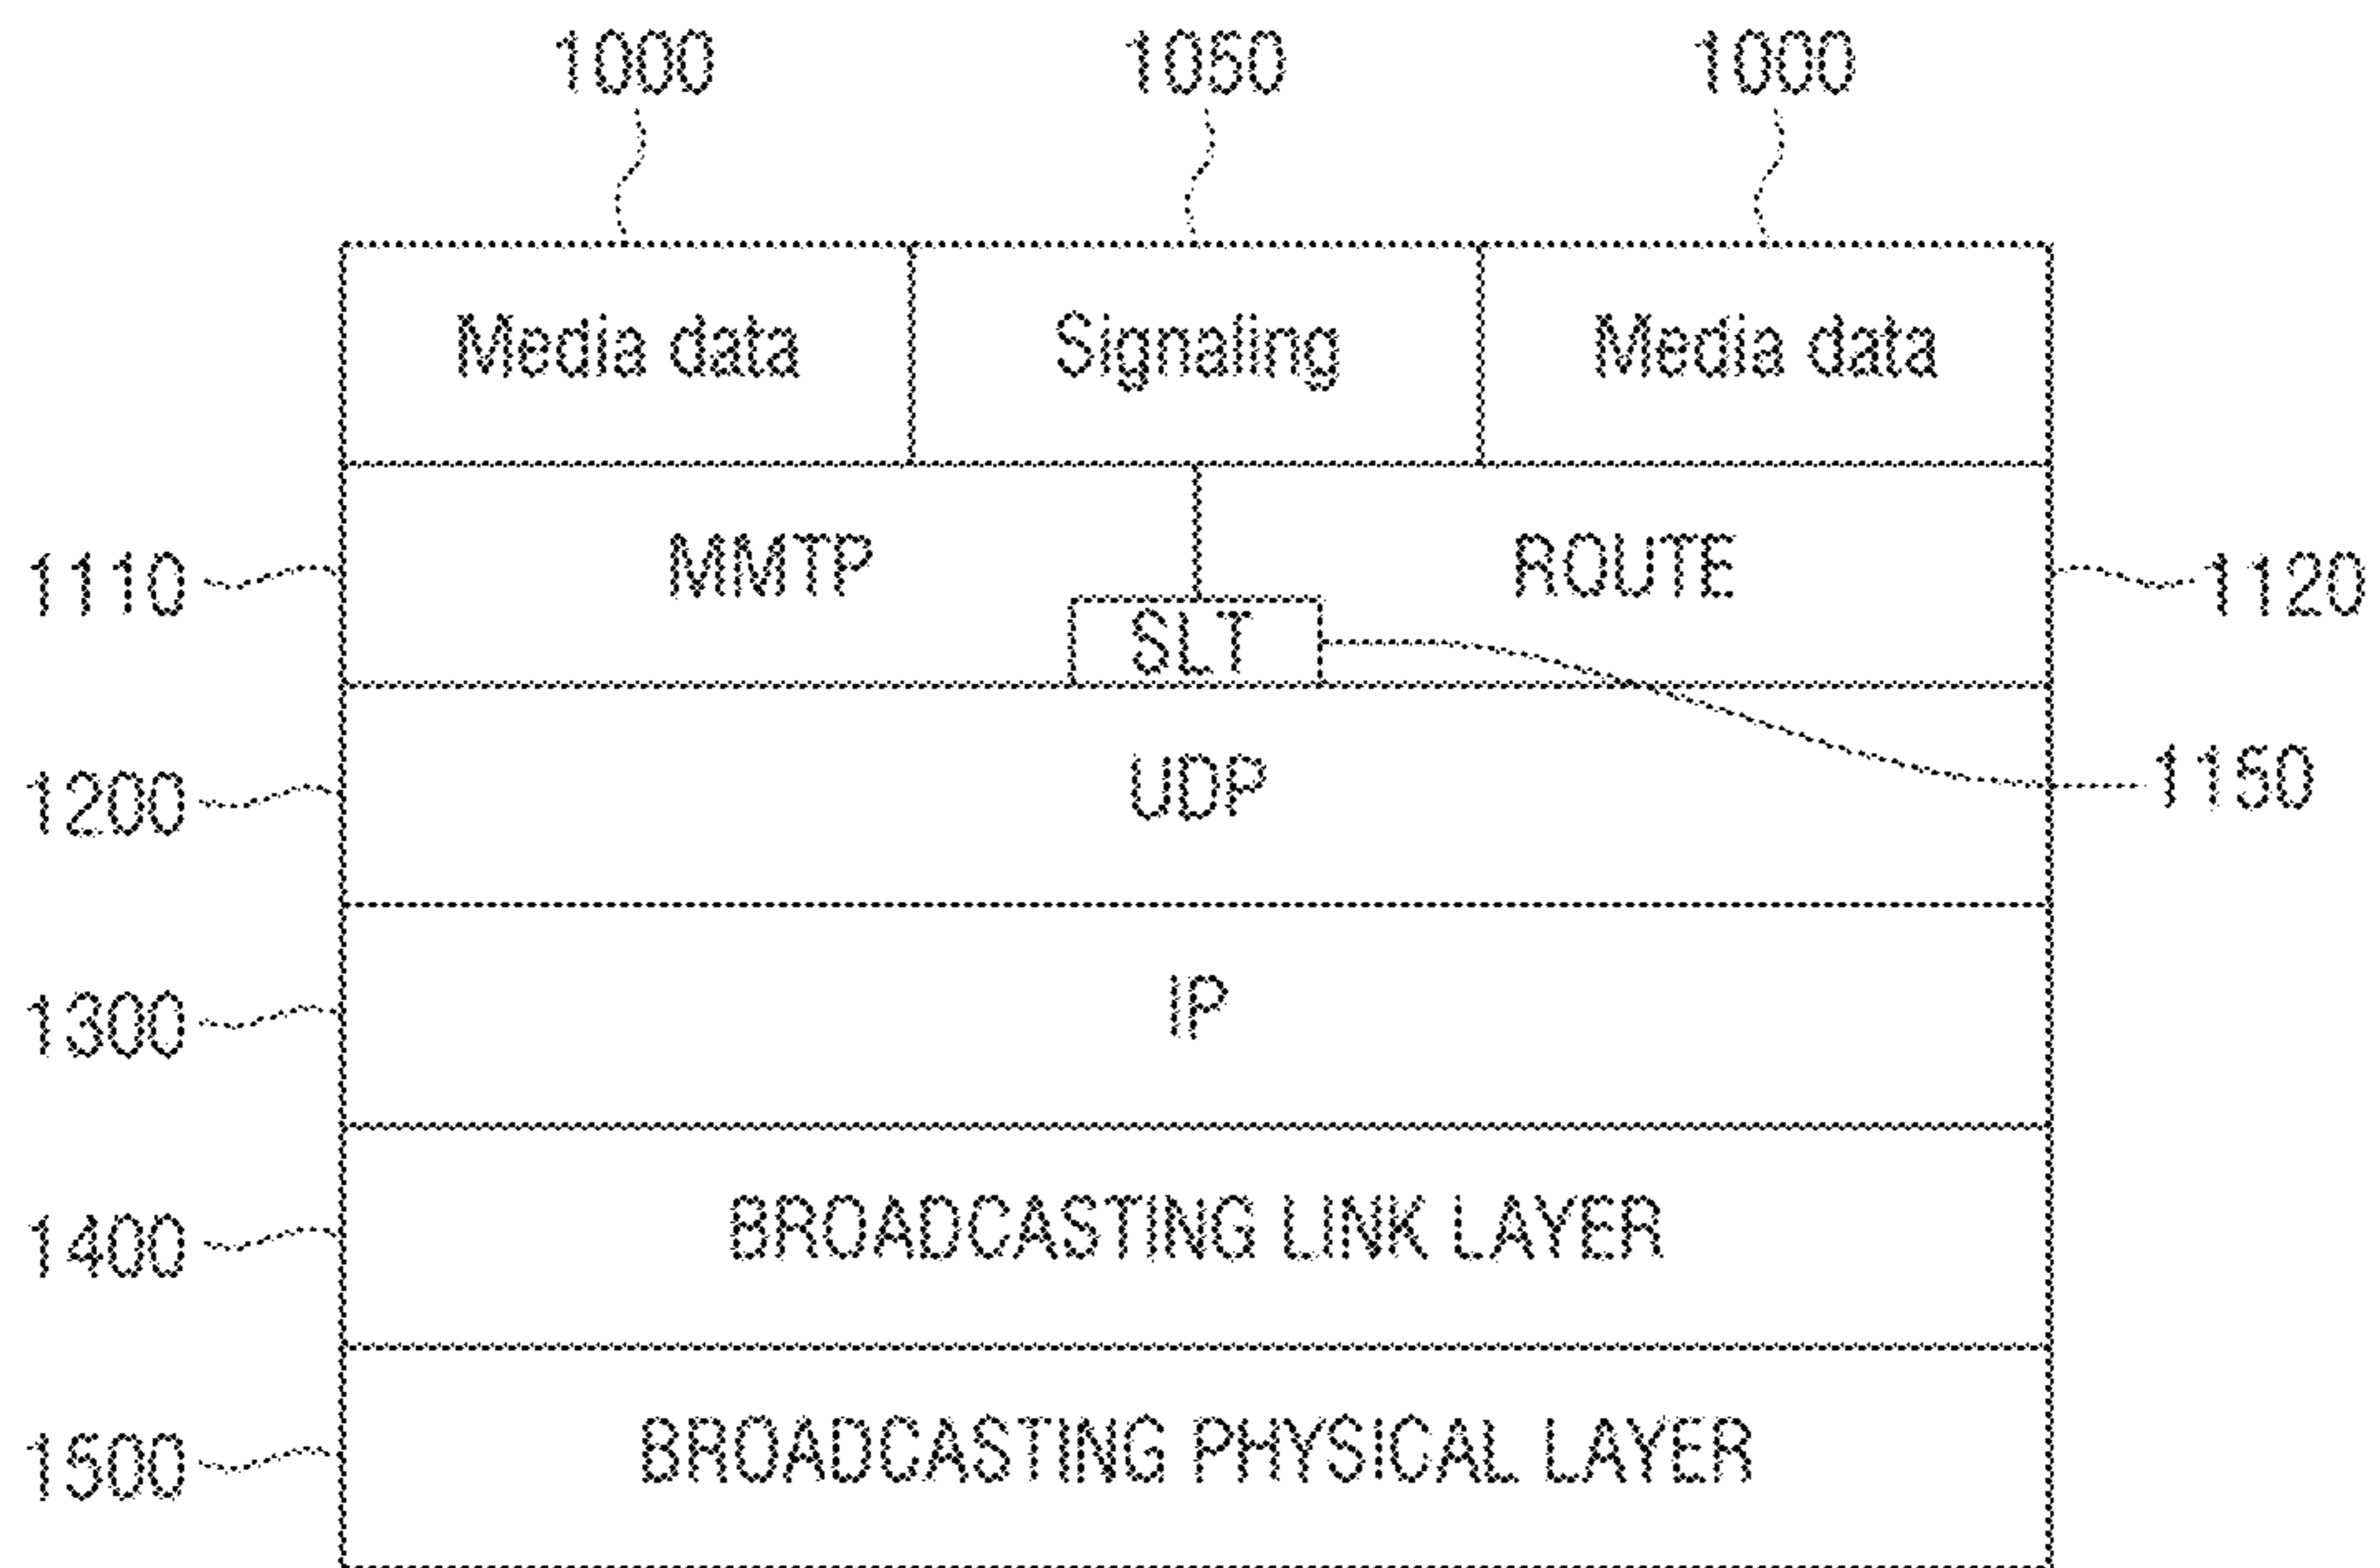 1000 1050 1000
Media data Signaling Media data
MMTP ROUTE
1110 1120
SLT
UDP
1200 1150
IP
1300
BROADCASTING LINK LAYER
1400
BROADCASTING PHYSICAL LAYER
1500